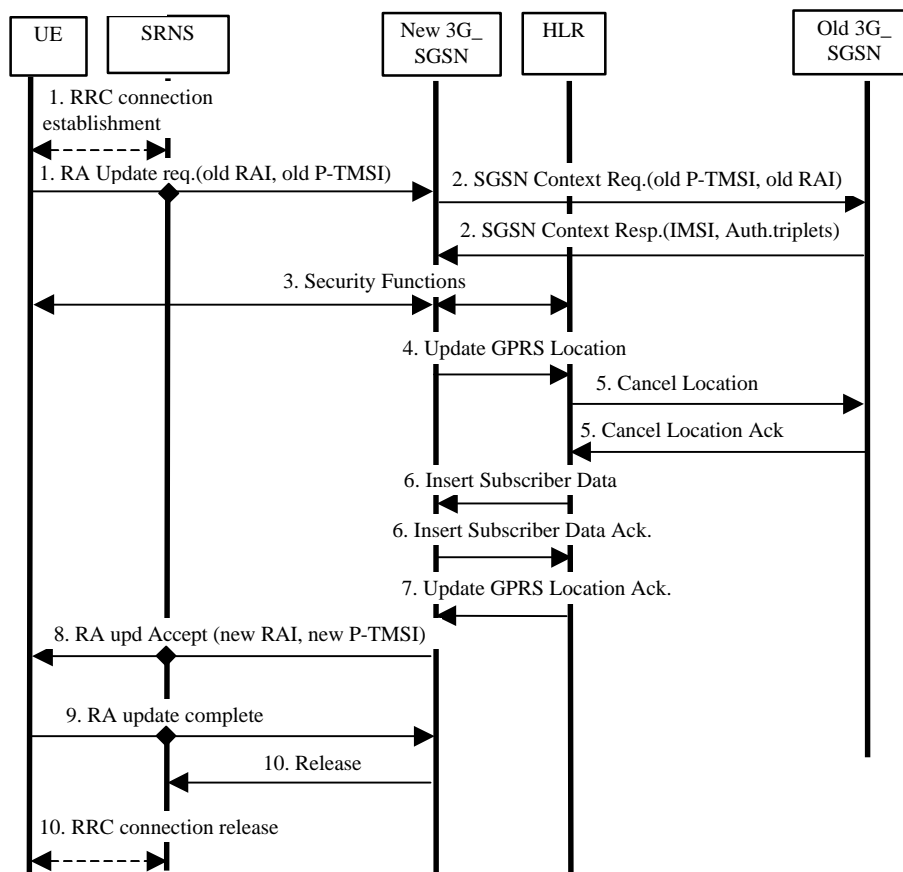 UE
SRNS
New 3G_
SGSN
HLR
Old 3G_
SGSN
1. RRC connection
establishment
1. RA Update req.(old RAI, old P-TMSI)
2. SGSN Context Req.(old P-TMSI, old RAI)
2. SGSN Context Resp.(IMSI, Auth.triplets)
3. Security Functions
4. Update GPRS Location
5. Cancel Location
5. Cancel Location Ack
6. Insert Subscriber Data
6. Insert Subscriber Data Ack.
7. Update GPRS Location Ack.
8. RA upd Accept (new RAI, new P-TMSI)
9. RA update complete
10. Release
10. RRC connection release